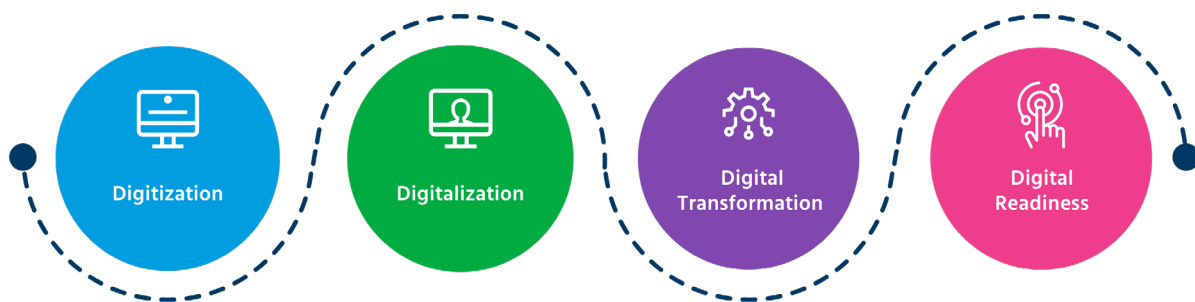 Digitization
Digitalization
Digital
Transformation
Digital
Readiness